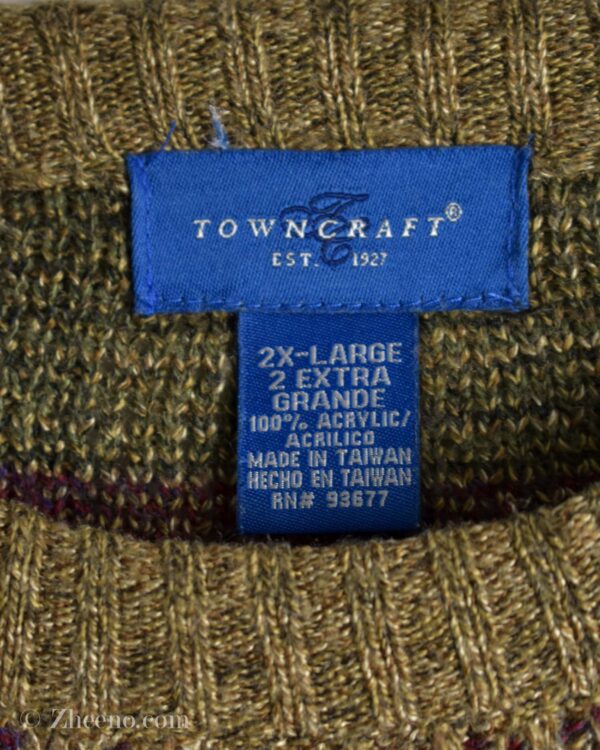 TOWNCRAFT®
EST. 1927
2X-LARGE
2 EXTRA
GRANDE
100% ACRYLIC/
ACRILICO
MADE IN TAIWAN
HECHO EN TAIWAN
RN# 93677
© Zheeno.com